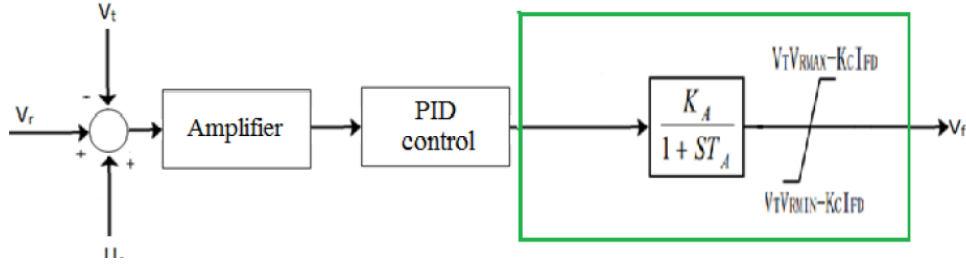 Vt
Vr
-
+
+
Amplifier
PID
control
KA
1 + STA
VTVRMAX-KCIFD
VTVRMIN-KCIFD
Vf